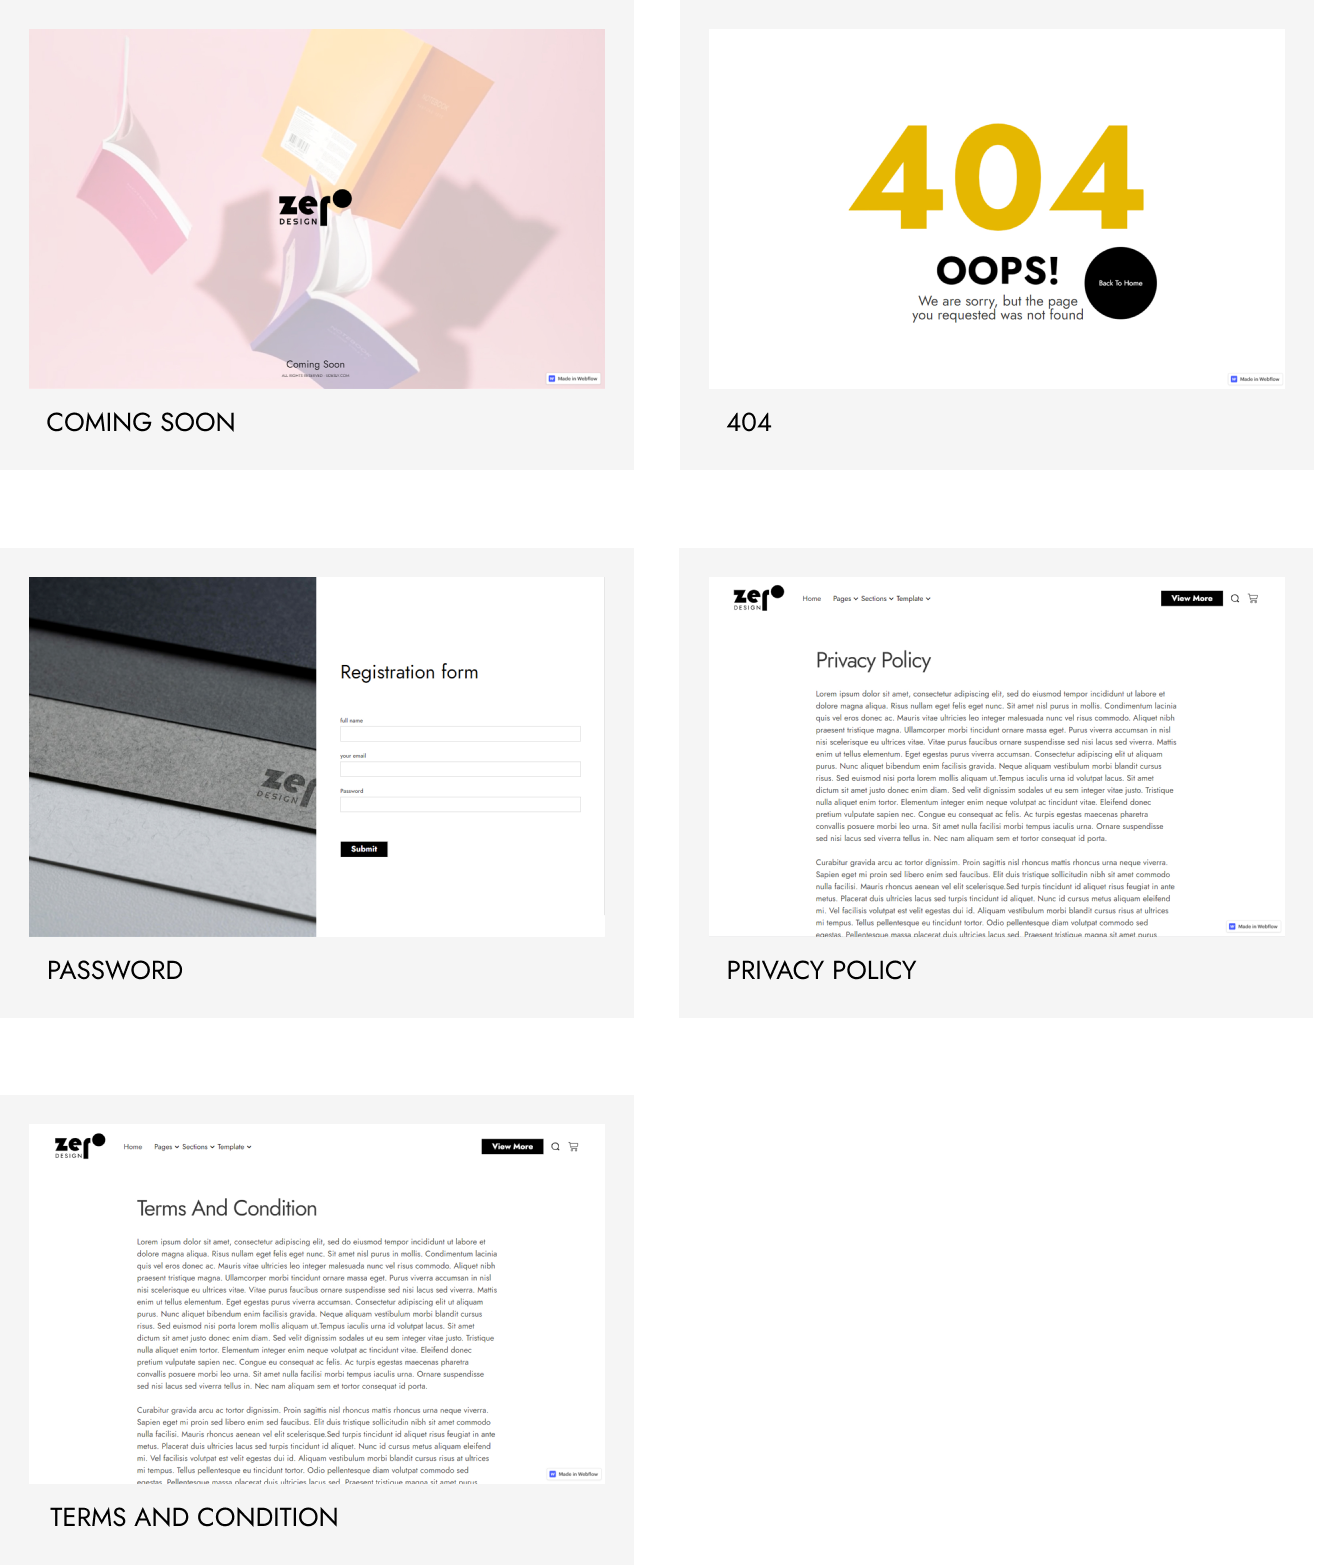 zero
DESIGN
Coming Soon
Made in Webflow
COMING SOON
404
OOPS!
We are sorry, but the page
you requested was not found
Back To Home
Made in Webflow
404
zero
DESIGN
Registration form
full name
your email
Password
Submit
PASSWORD
zero
DESIGN
Home Pages Sections Template
View More
Privacy Policy
Lorem ipsum dolor sit amet, consectetur adipiscing elit, sed do eiusmod tempor incididunt ut labore et
dolore magna aliqua. Risus nullam eget felis eget nunc. Sit amet nisl purus in mollis. Condimentum lacinia
quis vel eros donec ac. Mauris vitae ultricies leo integer malesuada nunc vel risus commodo. Aliquet nibh
praesent tristique magna. Ullamcorper morbi tincidunt ornare massa eget. Purus viverra accumsan in nisl
nisi scelerisque eu ultrices vitae. Vitae purus faucibus ornare suspendisse sed nisi lacus sed viverra. Mattis
enim ut tellus elementum. Eget egestas purus viverra accumsan. Consectetur adipiscing elit ut aliquam
purus. Nunc aliquet bibendum enim facilisis gravida. Neque aliquam vestibulum morbi blandit cursus
risus. Sed euismod nisi porta lorem mollis aliquam ut.Tempus iaculis urna id volutpat lacus. Sit amet
dictum sit amet justo donec enim diam. Sed velit dignissim sodales ut eu sem integer vitae justo. Tristique
nulla aliquet enim tortor. Elementum integer enim neque volutpat ac tincidunt vitae. Eleifend donec
pretium vulputate sapien nec. Congue eu consequat ac felis. Ac turpis egestas maecenas pharetra
convallis posuere morbi leo urna. Sit amet nulla facilisi morbi tempus iaculis urna. Ornare suspendisse
sed nisi lacus sed viverra tellus in. Nec nam aliquam sem et tortor consequat id porta.
Curabitur gravida arcu ac tortor dignissim. Proin sagittis nisl rhoncus mattis rhoncus urna neque viverra.
Sapien eget mi proin sed libero enim sed faucibus. Elit duis tristique sollicitudin nibh sit amet commodo
nulla facilisi. Mauris rhoncus aenean vel elit scelerisque.Sed turpis tincidunt id aliquet risus feugiat in ante
metus. Placerat duis ultricies lacus sed turpis tincidunt id aliquet. Nunc id cursus metus aliquam eleifend
mi. Vel facilisis volutpat est velit egestas dui id. Aliquam vestibulum morbi blandit cursus risus at ultrices
mi tempus. Tellus pellentesque eu tincidunt tortor. Odio pellentesque diam volutpat commodo sed
egestas. Pellentesque massa placerat duis ultricies lacus sed. Praesent tristique magna sit amet purus
Made in Webflow
PRIVACY POLICY
zero
DESIGN
Home Pages Sections Template
View More
Terms And Condition
Lorem ipsum dolor sit amet, consectetur adipiscing elit, sed do eiusmod tempor incididunt ut labore et
dolore magna aliqua. Risus nullam eget felis eget nunc. Sit amet nisl purus in mollis. Condimentum lacinia
quis vel eros donec ac. Mauris vitae ultricies leo integer malesuada nunc vel risus commodo. Aliquet nibh
praesent tristique magna. Ullamcorper morbi tincidunt ornare massa eget. Purus viverra accumsan in nisl
nisi scelerisque eu ultrices vitae. Vitae purus faucibus ornare suspendisse sed nisi lacus sed viverra. Mattis
enim ut tellus elementum. Eget egestas purus viverra accumsan. Consectetur adipiscing elit ut aliquam
purus. Nunc aliquet bibendum enim facilisis gravida. Neque aliquam vestibulum morbi blandit cursus
risus. Sed euismod nisi porta lorem mollis aliquam ut.Tempus iaculis urna id volutpat lacus. Sit amet
dictum sit amet justo donec enim diam. Sed velit dignissim sodales ut eu sem integer vitae justo. Tristique
nulla aliquet enim tortor. Elementum integer enim neque volutpat ac tincidunt vitae. Eleifend donec
pretium vulputate sapien nec. Congue eu consequat ac felis. Ac turpis egestas maecenas pharetra
convallis posuere morbi leo urna. Sit amet nulla facilisi morbi tempus iaculis urna. Ornare suspendisse
sed nisi lacus sed viverra tellus in. Nec nam aliquam sem et tortor consequat id porta.
Curabitur gravida arcu ac tortor dignissim. Proin sagittis nisl rhoncus mattis rhoncus urna neque viverra.
Sapien eget mi proin sed libero enim sed faucibus. Elit duis tristique sollicitudin nibh sit amet commodo
nulla facilisi. Mauris rhoncus aenean vel elit scelerisque.Sed turpis tincidunt id aliquet risus feugiat in ante
metus. Placerat duis ultricies lacus sed turpis tincidunt id aliquet. Nunc id cursus metus aliquam eleifend
mi. Vel facilisis volutpat est velit egestas dui id. Aliquam vestibulum morbi blandit cursus risus at ultrices
mi tempus. Tellus pellentesque eu tincidunt tortor. Odio pellentesque diam volutpat commodo sed
egestas. Pellentesque massa placerat duis ultricies lacus sed. Praesent tristique magna sit amet purus
Made in Webflow
TERMS AND CONDITION